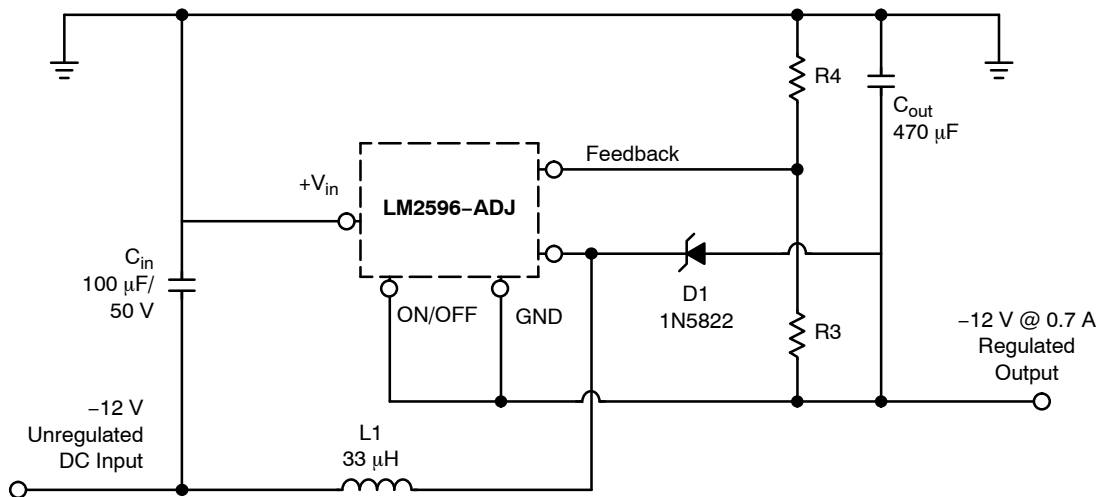 R4
C_out
470 μF
Feedback
+V_in
LM2596–ADJ
C_in
100 μF/
50 V
ON/OFF
GND
D1
1N5822
R3
–12 V @ 0.7 A
Regulated
Output
–12 V
Unregulated
DC Input
L1
33 μH